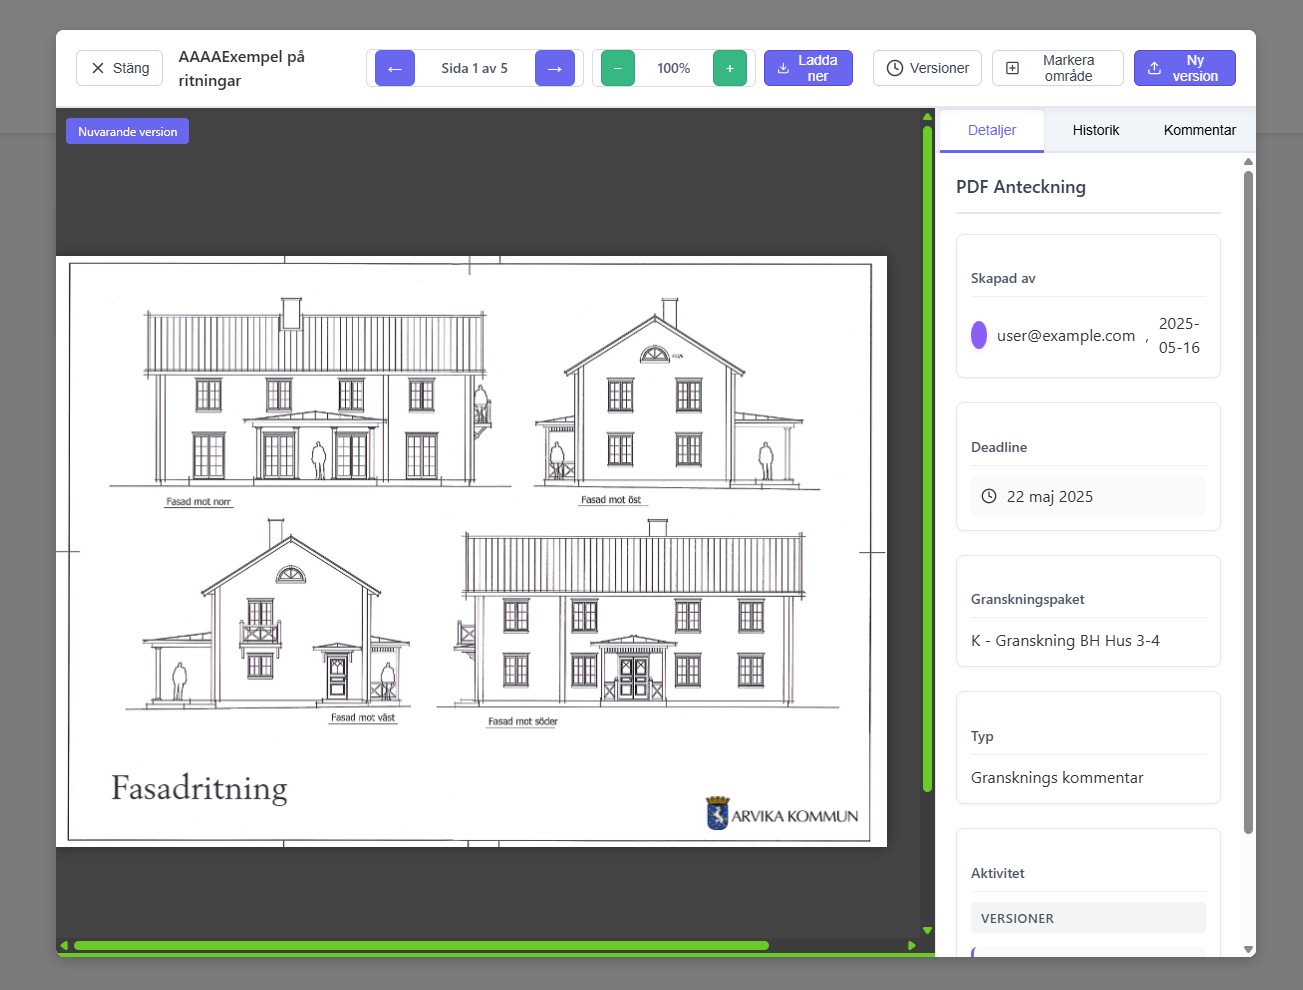 Stäng
AAAAExempel på
ritningar
←
Sida 1 av 5
→
−
100%
+
Ladda
ner
Versioner
Markera
område
Ny
version
Nuvarande version
Detaljer
Historik
Kommentar
Fasad mot norr
Fasad mot öst
Fasad mot väst
Fasad mot söder
Fasadritning
ARVIKA KOMMUN
PDF Anteckning
Skapad av
user@example.com , 2025-
05-16
Deadline
22 maj 2025
Granskningspaket
K - Granskning BH Hus 3-4
Typ
Gransknings kommentar
Aktivitet
VERSIONER